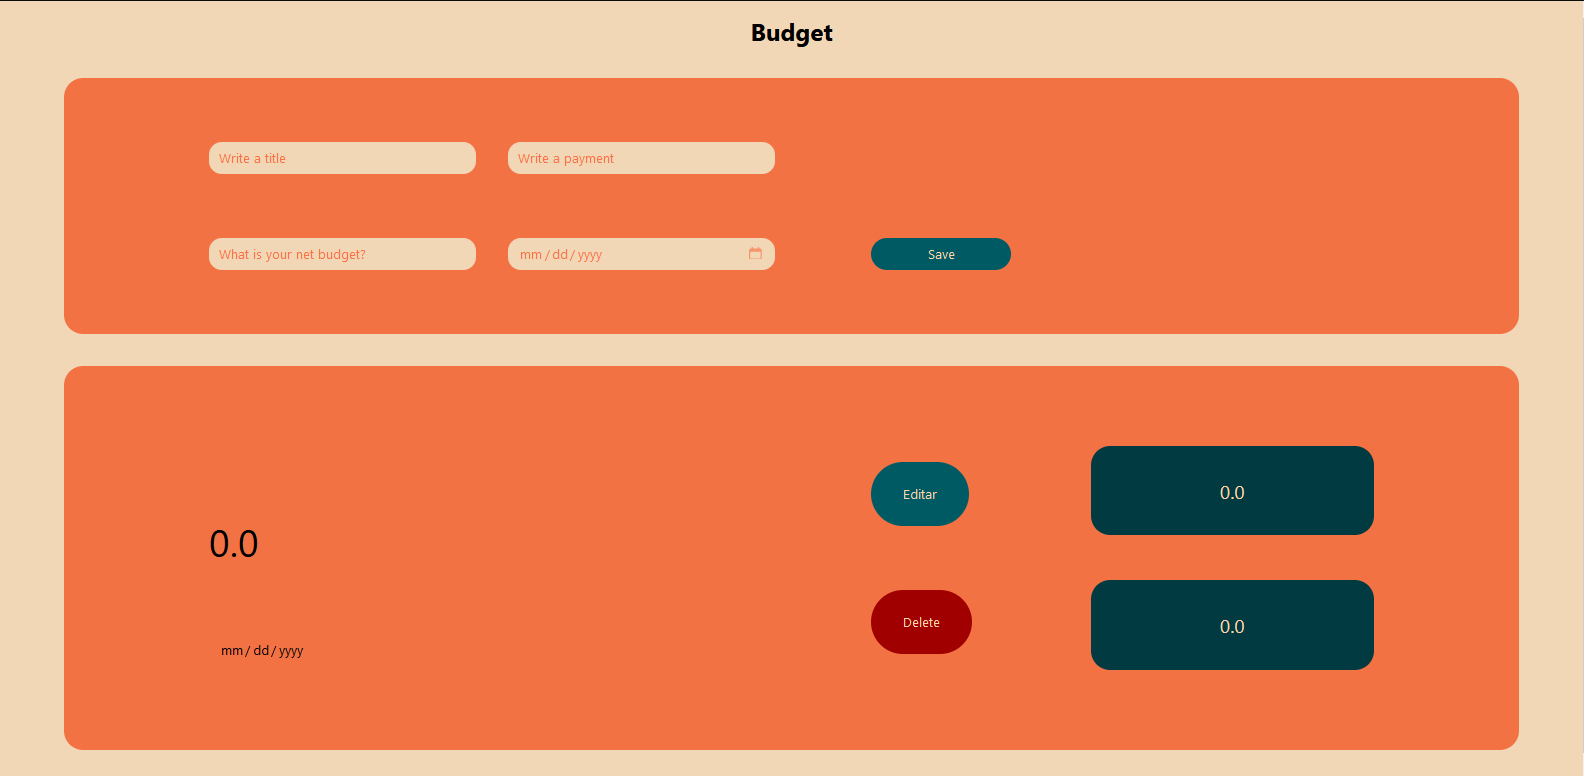 Budget
Write a title
Write a payment
What is your net budget?
mm/dd/yyyy
Save
0.0
mm/dd/yyyy
Editar
Delete
0.0
0.0